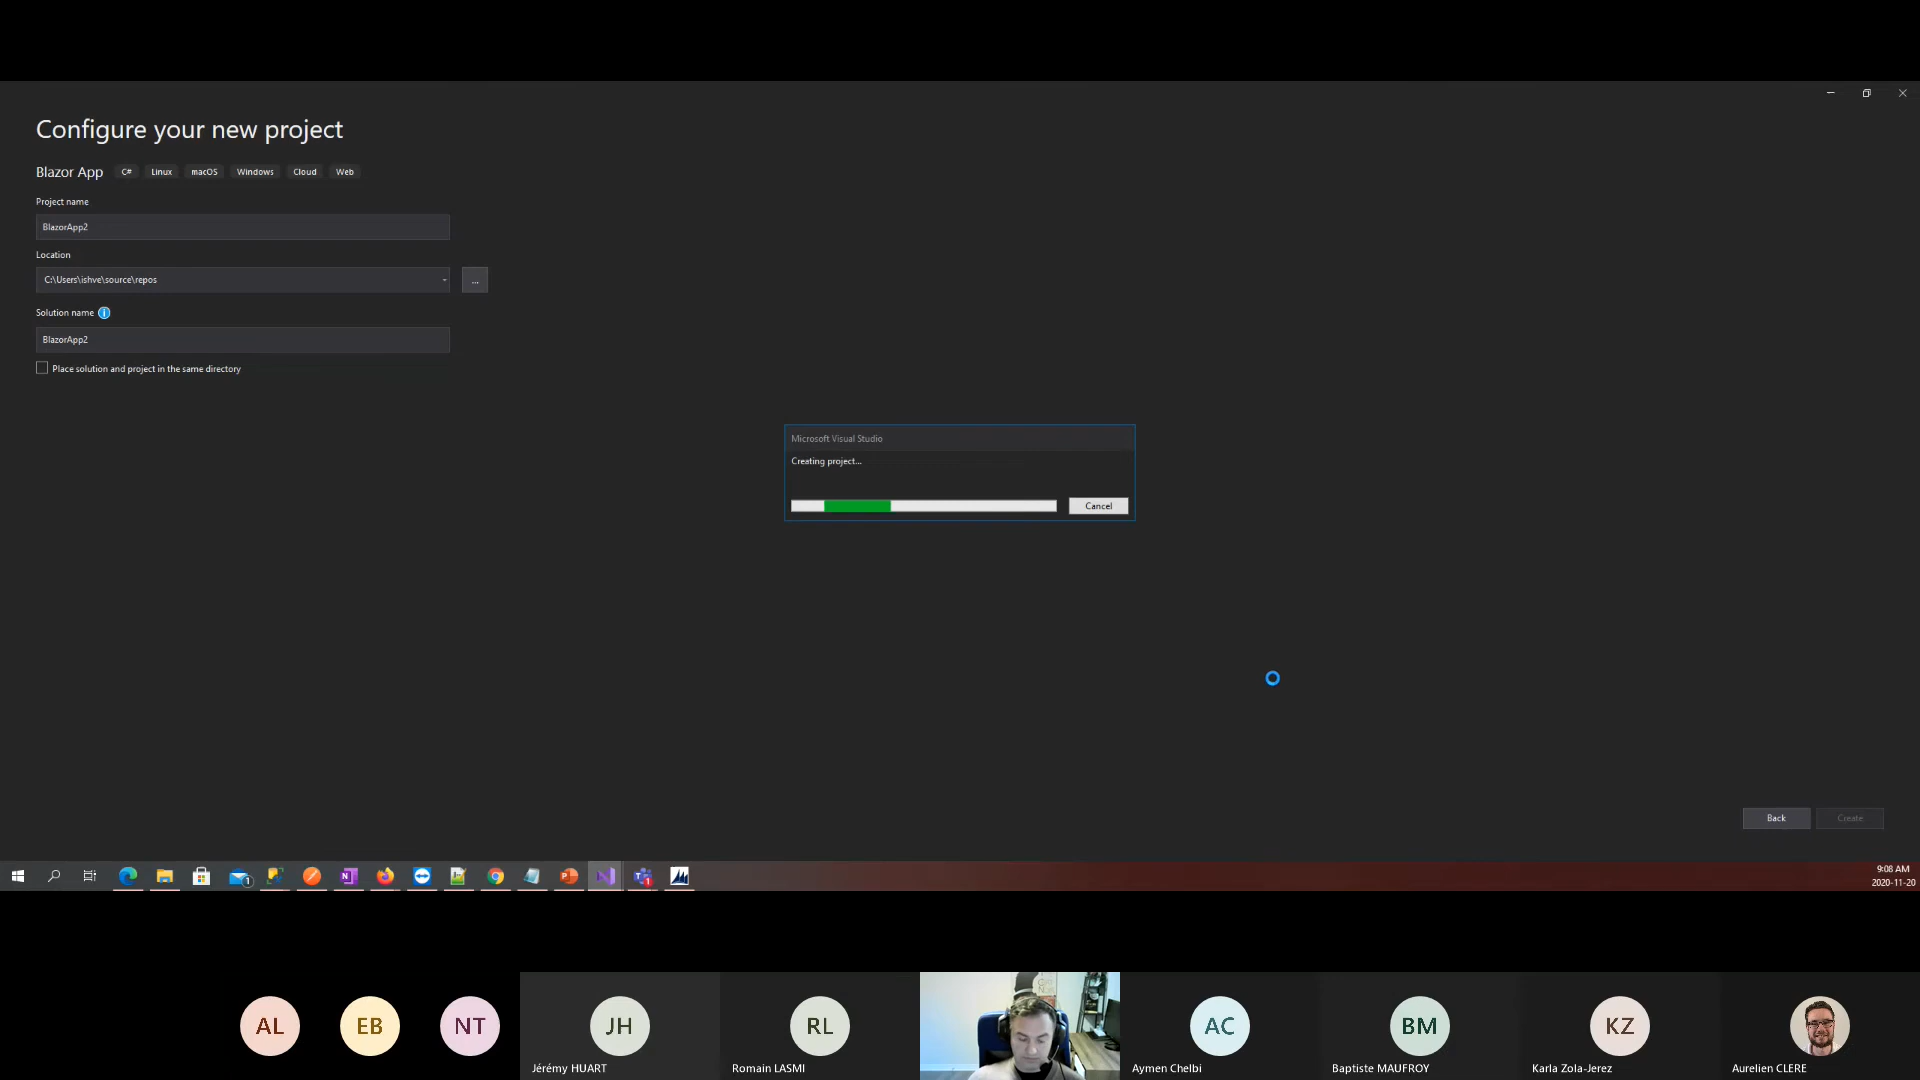 Configure your new project
Blazor App C# Linux macOS Windows Cloud Web
Project name
BlazorApp2
Location
C:\Users\ishve\source\repos
...
Solution name
BlazorApp2
Place solution and project in the same directory
Microsoft Visual Studio
Creating project...
Cancel
Back Create
9:08 AM
2020-11-20
AL EB NT JH RL AC BM KZ
Jérémy HUART Romain LASMI Aymen Chelbi Baptiste MAUFROY Karla Zola-Jerez Aurelien CLERE